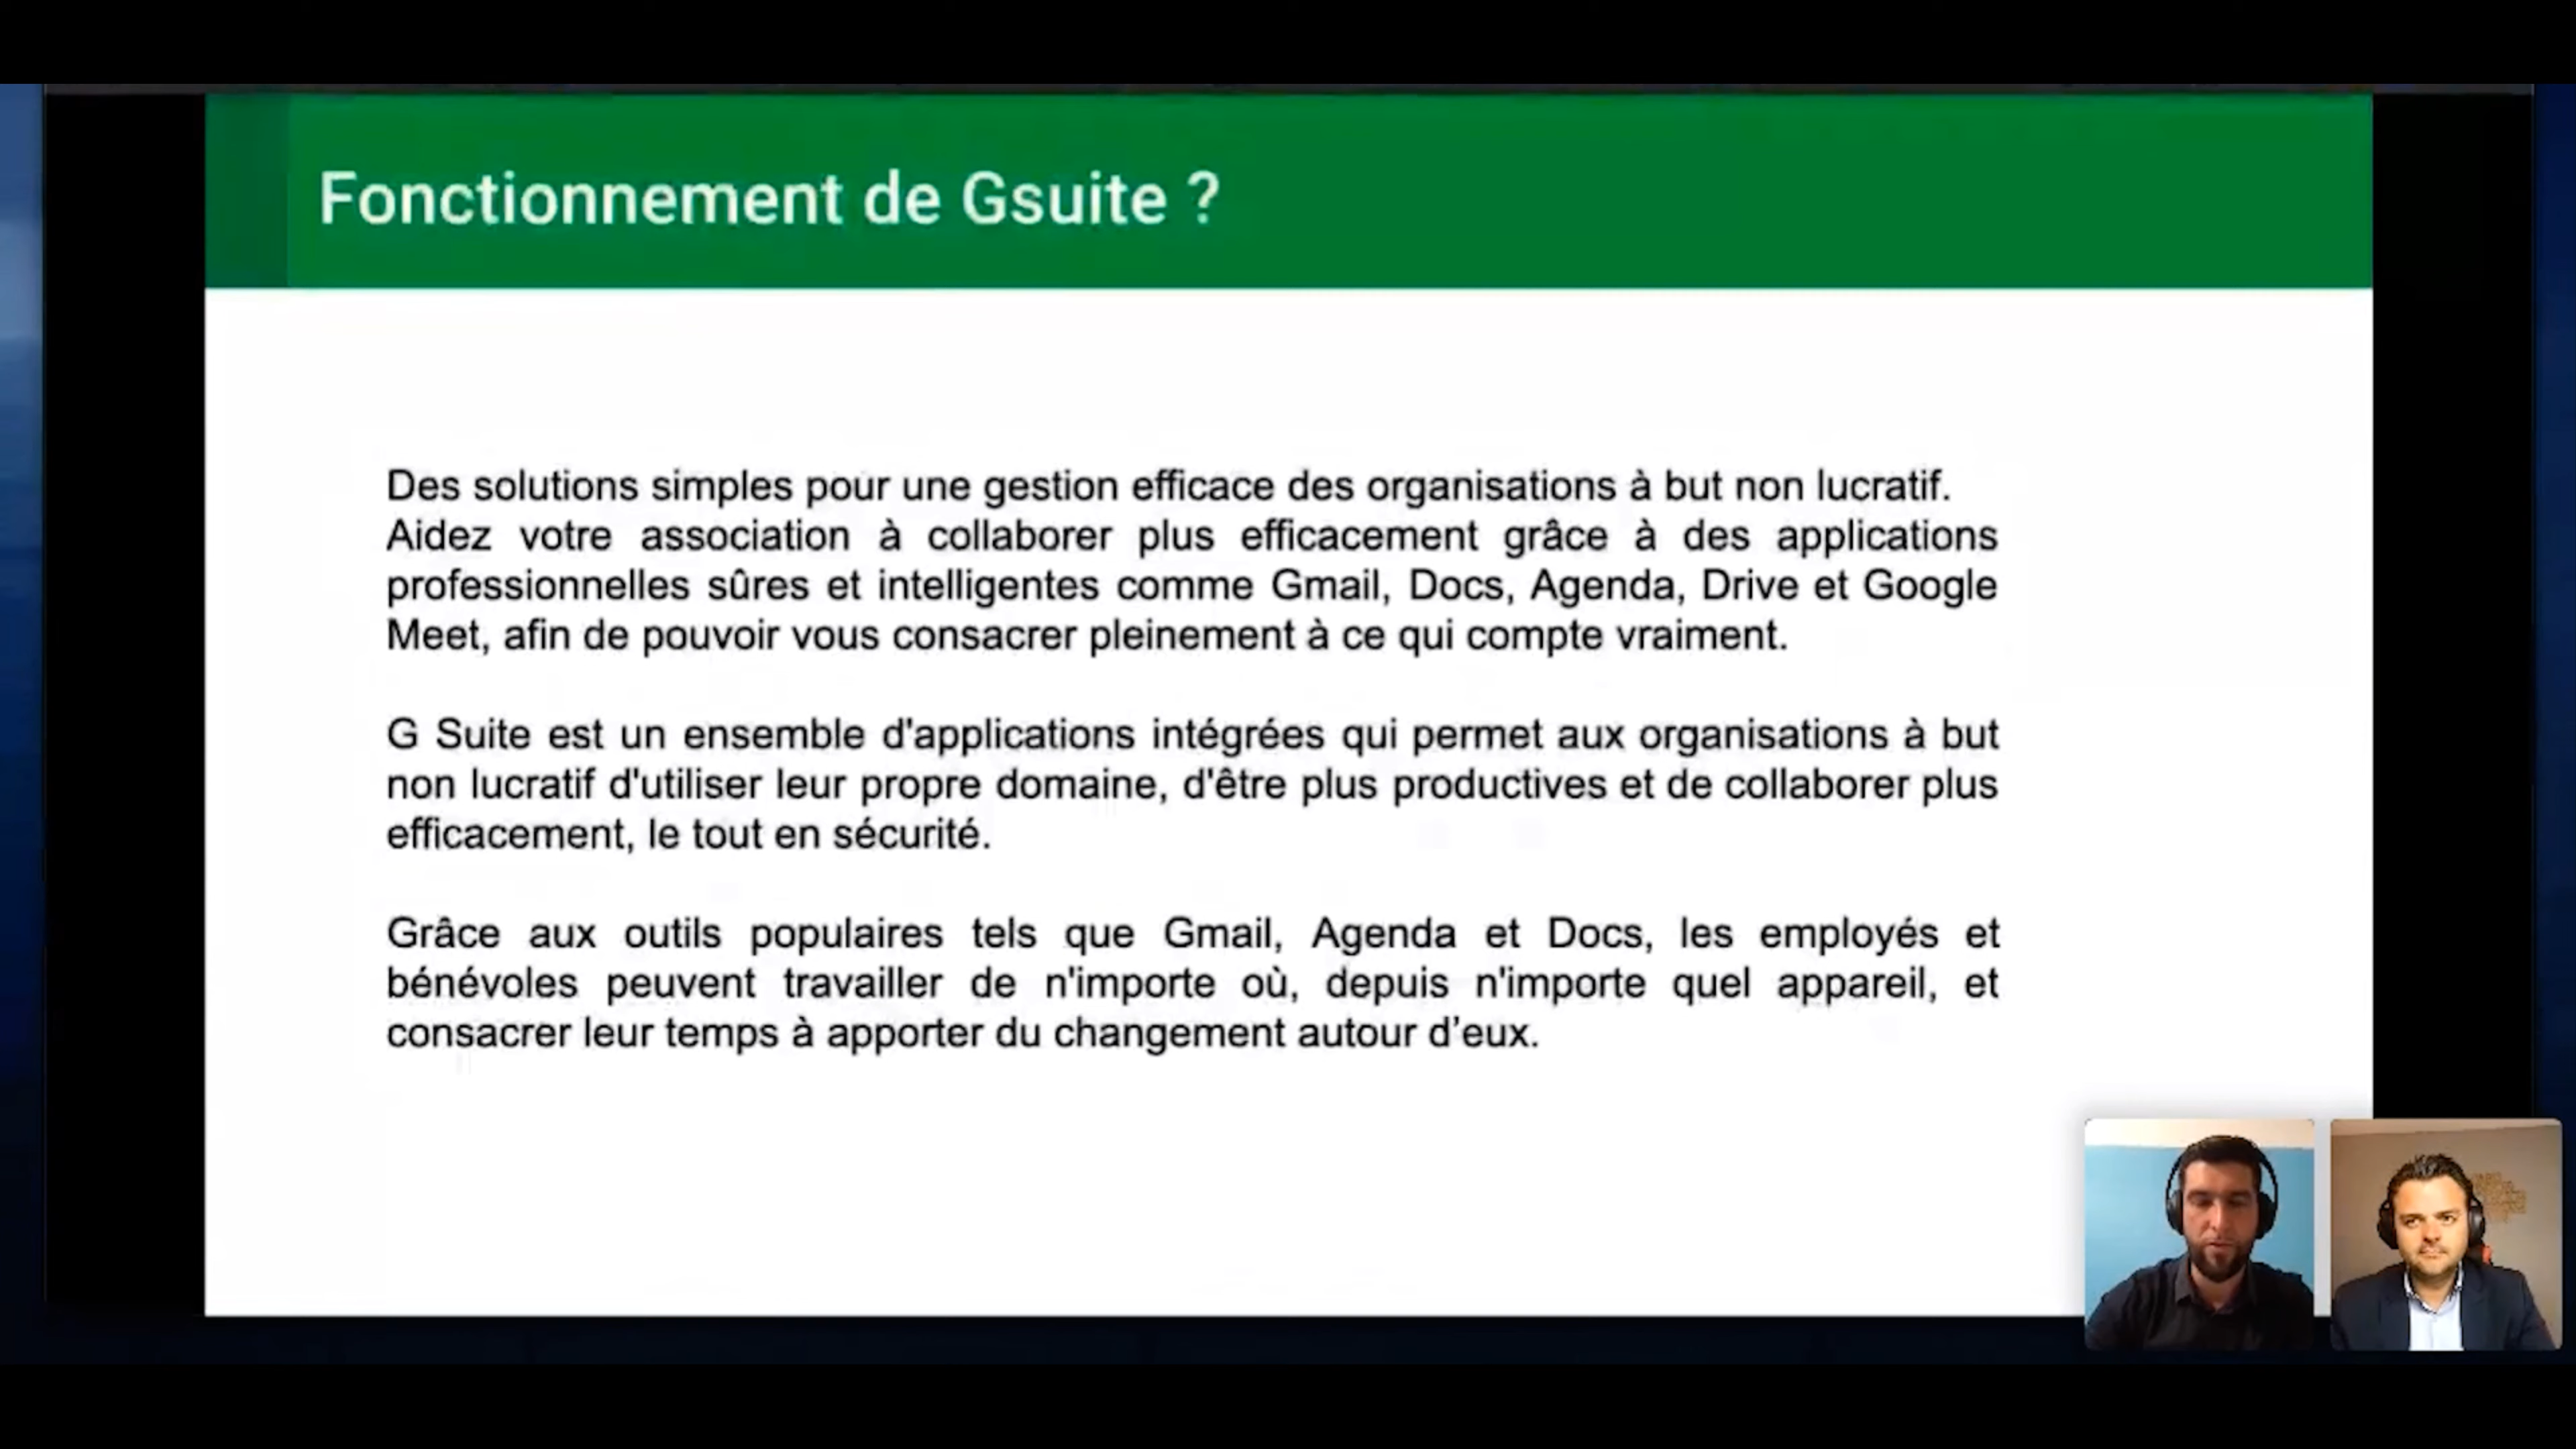 Fonctionnement de Gsuite ?
Des solutions simples pour une gestion efficace des organisations à but non lucratif.
Aidez votre association à collaborer plus efficacement grâce à des applications
professionnelles sûres et intelligentes comme Gmail, Docs, Agenda, Drive et Google
Meet, afin de pouvoir vous consacrer pleinement à ce qui compte vraiment.
G Suite est un ensemble d'applications intégrées qui permet aux organisations à but
non lucratif d'utiliser leur propre domaine, d'être plus productives et de collaborer plus
efficacement, le tout en sécurité.
Grâce aux outils populaires tels que Gmail, Agenda et Docs, les employés et
bénévoles peuvent travailler de n'importe où, depuis n'importe quel appareil, et
consacrer leur temps à apporter du changement autour d’eux.